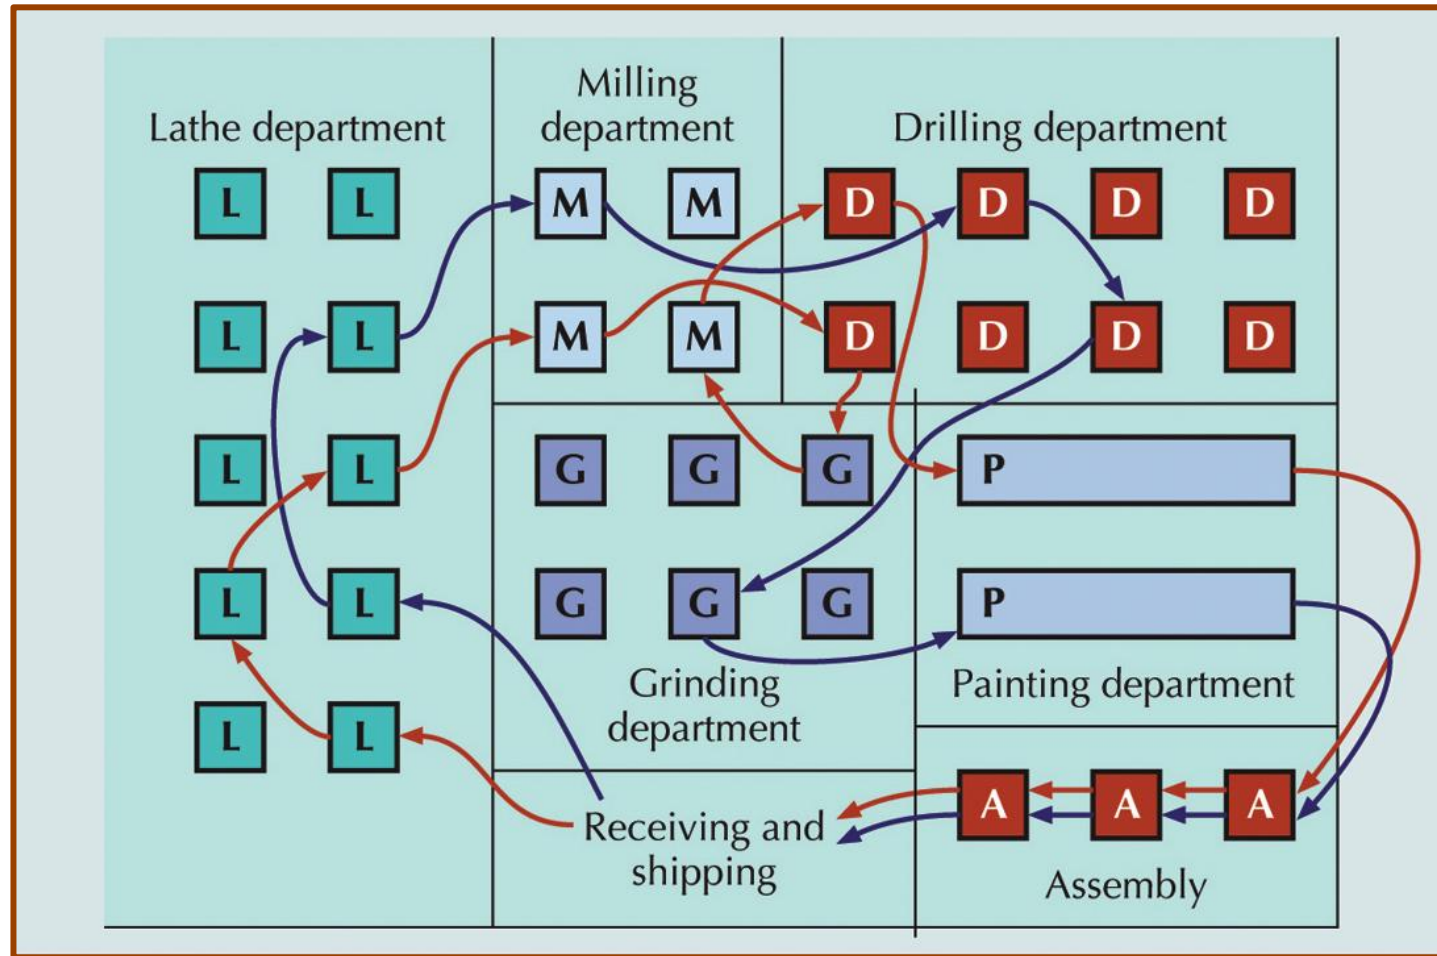 Milling
Lathe department
department
Drilling department
L L M M D D D D
L L M M D D D D
L L G G G P
L L G G G P
Grinding
department
Painting department
L L
A A A
Receiving and
shipping
Assembly